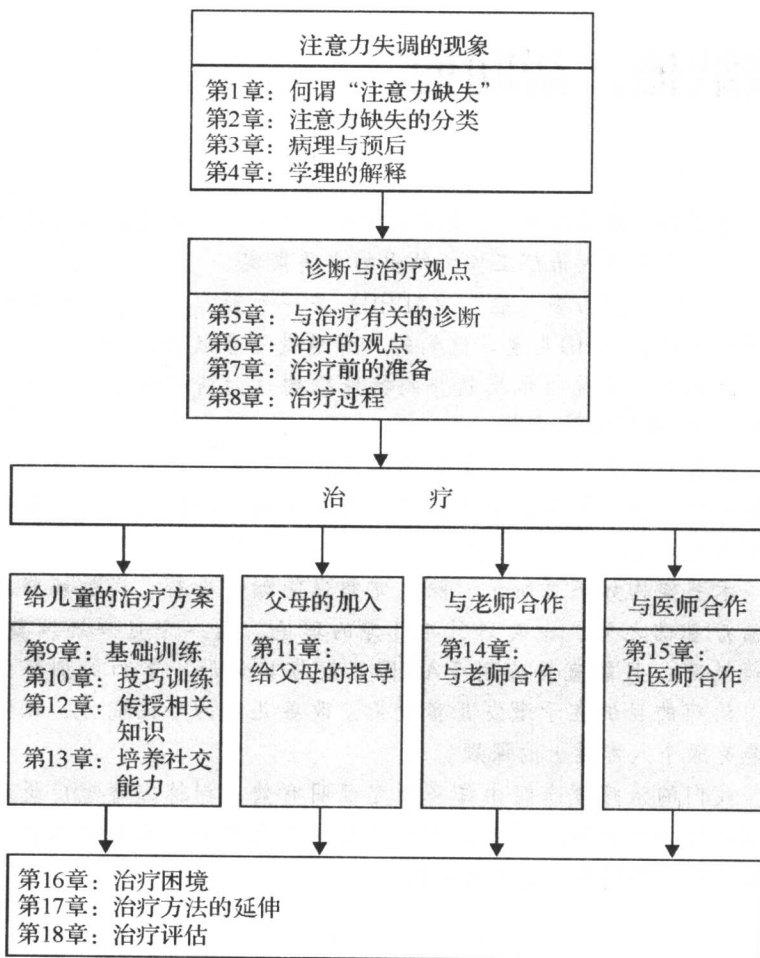 注意力失调的现象
第1章：何谓“注意力缺失”
第2章：注意力缺失的分类
第3章：病理与预后
第4章：学理的解释
诊断与治疗观点
第5章：与治疗有关的诊断
第6章：治疗的观点
第7章：治疗前的准备
第8章：治疗过程
治 疗
给儿童的治疗方案
第9章：基础训练
第10章：技巧训练
第12章：传授相关
知识
第13章：培养社交
能力
父母的加入
第11章：
给父母的指导
与老师合作
第14章：
与老师合作
与医师合作
第15章：
与医师合作
第16章：治疗困境
第17章：治疗方法的延伸
第18章：治疗评估